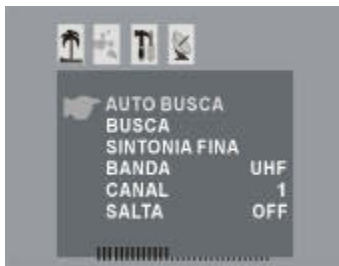 AUTO BUSCA
BUSCA
SINTONIA FINA
BANDA UHF
CANAL 1
SALTA OFF